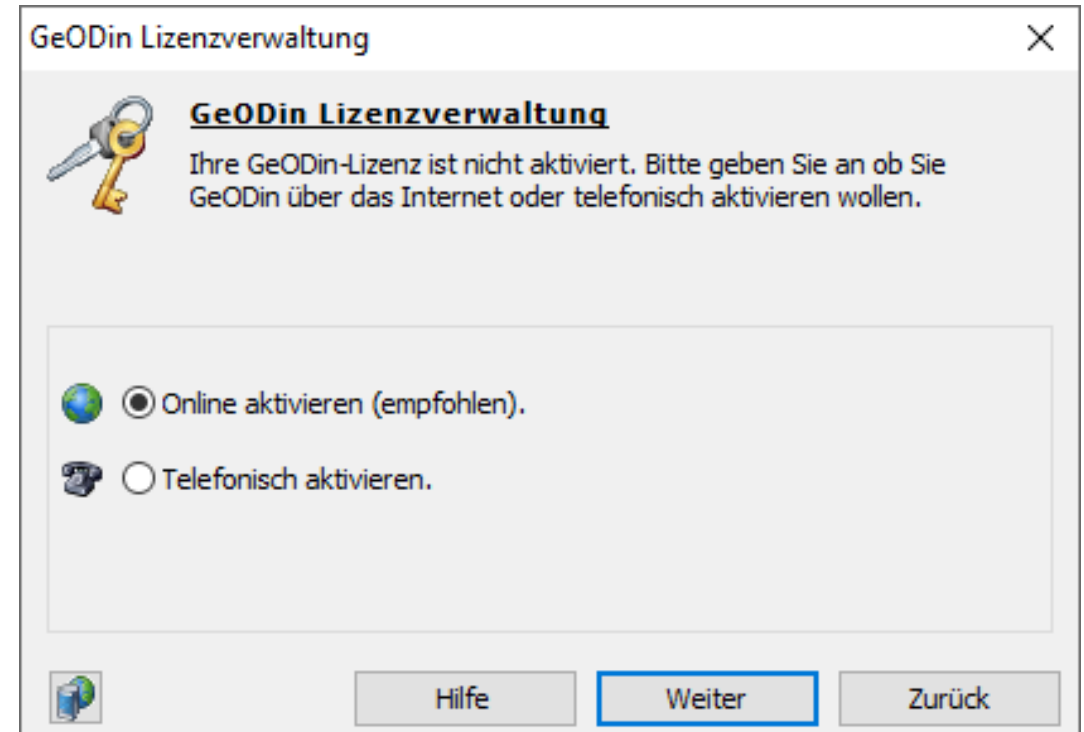 GeODin Lizenzverwaltung
GeODin Lizenzverwaltung
Ihre GeODin-Lizenz ist nicht aktiviert. Bitte geben Sie an ob Sie
GeODin über das Internet oder telefonisch aktivieren wollen.
Online aktivieren (empfohlen).
Telefonisch aktivieren.
Hilfe
Weiter
Zurück